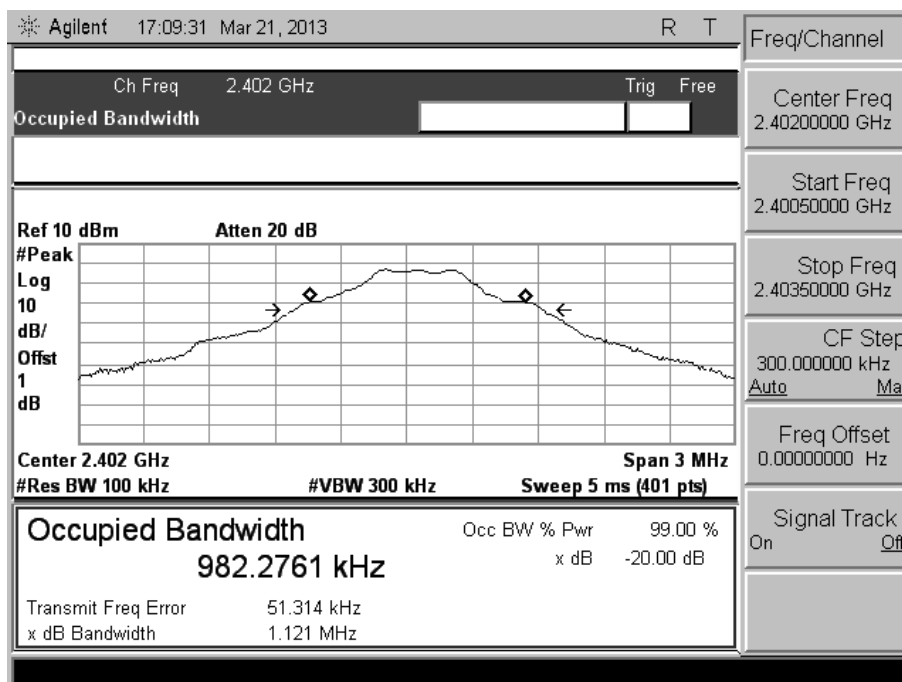 Agilent 17:09:31 Mar 21, 2013 R T
Ch Freq 2.402 GHz Trig Free
Occupied Bandwidth
Ref 10 dBm Atten 20 dB
#Peak
Log
10
dB/
Offst
1
dB
Center 2.402 GHz Span 3 MHz
#Res BW 100 kHz #VBW 300 kHz Sweep 5 ms (401 pts)
Occupied Bandwidth
982.2761 kHz
Occ BW % Pwr 99.00 %
x dB -20.00 dB
Transmit Freq Error 51.314 kHz
x dB Bandwidth 1.121 MHz
Freq/Channel
Center Freq
2.40200000 GHz
Start Freq
2.40050000 GHz
Stop Freq
2.40350000 GHz
CF Step
300.000000 kHz
Auto Ma
Freq Offset
0.00000000 Hz
Signal Track
On Off